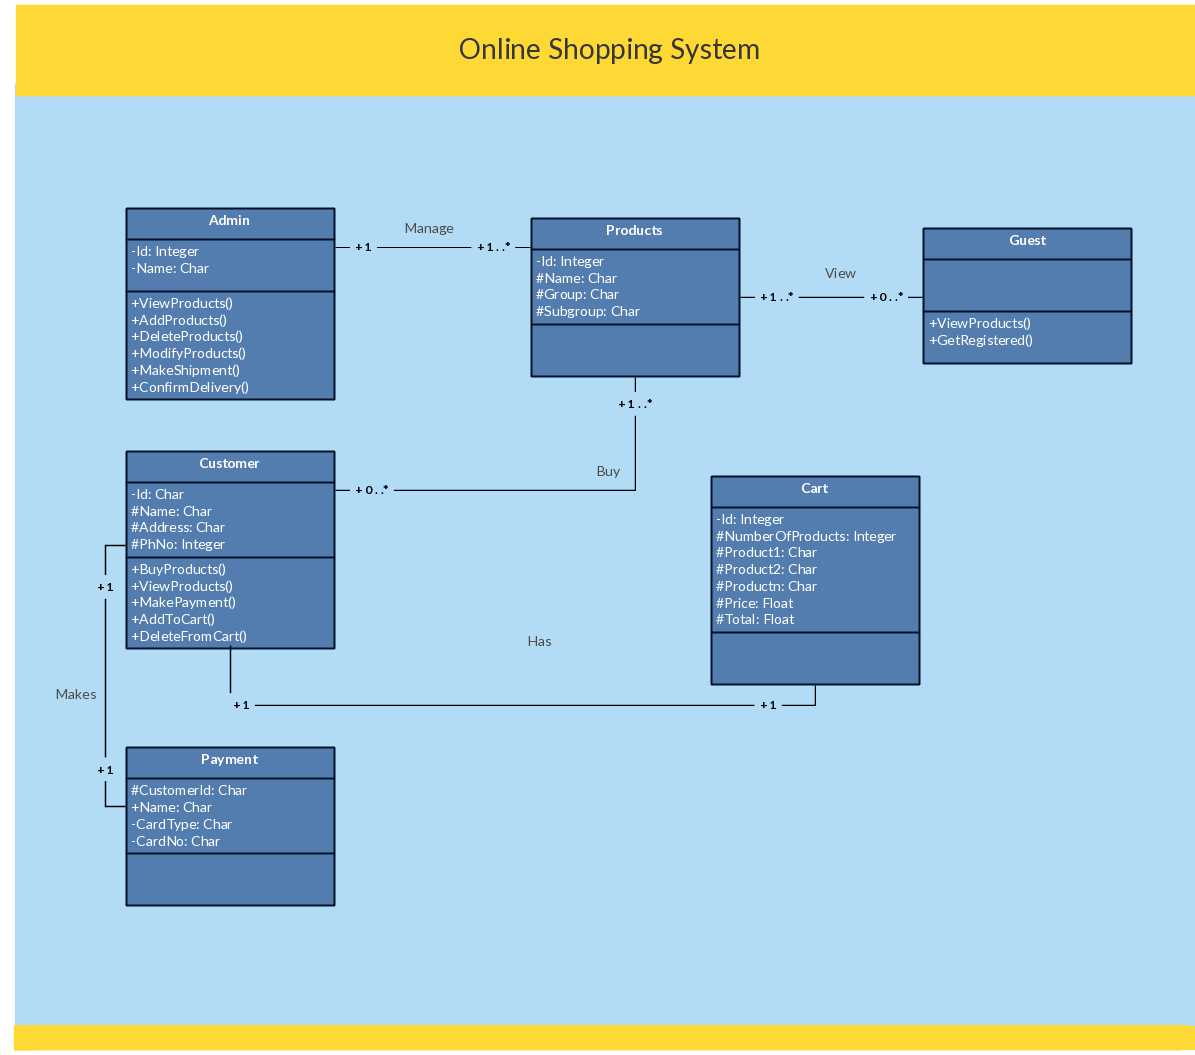 Online Shopping System
Admin
-Id: Integer
-Name: Char
+ViewProducts()
+AddProducts()
+DeleteProducts()
+ModifyProducts()
+MakeShipment()
+ConfirmDelivery()
Manage
+1
+1..*
Products
-Id: Integer
#Name: Char
#Group: Char
#Subgroup: Char
View
+1..*
+0..*
Guest
+ViewProducts()
+GetRegistered()
+1..*
Buy
+0..*
Customer
-Id: Char
#Name: Char
#Address: Char
#PhNo: Integer
+BuyProducts()
+ViewProducts()
+MakePayment()
+AddToCart()
+DeleteFromCart()
Cart
-Id: Integer
#NumberOfProducts: Integer
#Product1: Char
#Product2: Char
#Productn: Char
#Price: Float
#Total: Float
Has
+1
+1
+1
Makes
+1
Payment
#CustomerId: Char
+Name: Char
-CardType: Char
-CardNo: Char